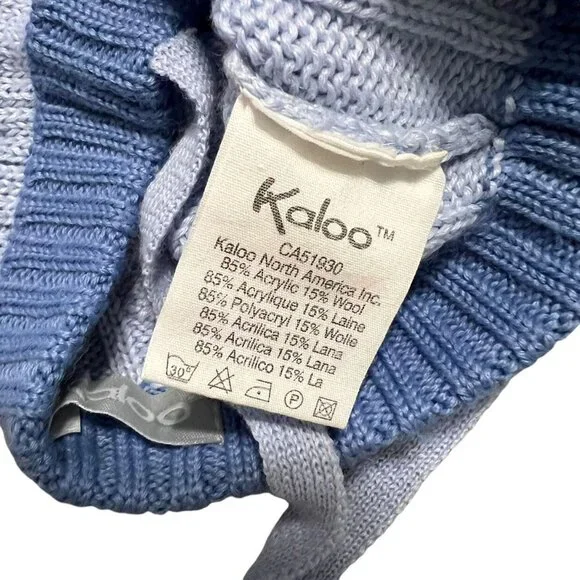 Kaloo™
CA51930
Kaloo North America Inc.
85% Acrylic 15% Wool
85% Acrylique 15% Laine
85% Polyacryl 15% Wolle
85% Acrilica 15% Lana
85% Acrilica 15% Lana
85% Acrilico 15% La
30°
P
Kaloo